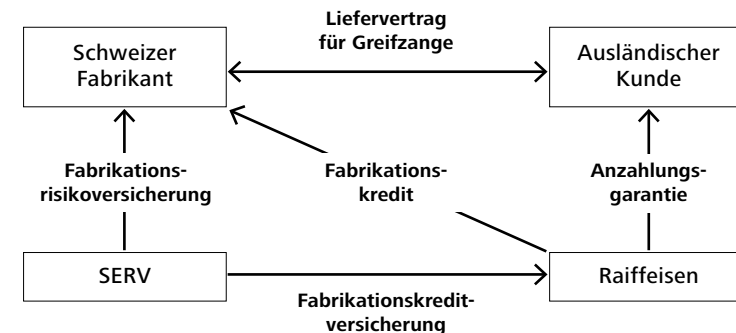 Liefervertrag
für Greifzange
Schweizer
Fabrikant
Ausländischer
Kunde
Fabrikations-
risikoversicherung
Fabrikations-
kredit
Anzahlungs-
garantie
SERV
Raiffeisen
Fabrikationskredit-
versicherung